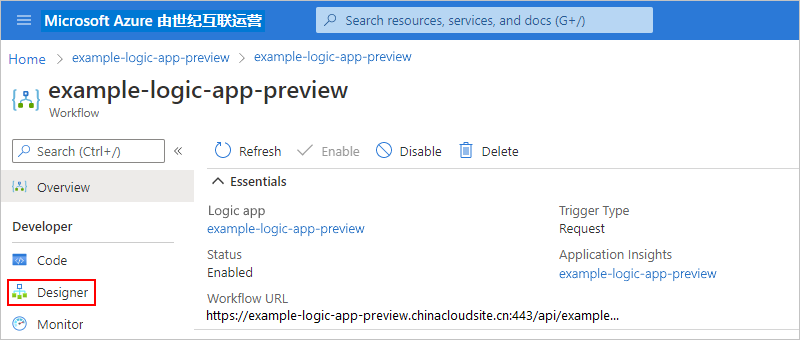 Microsoft Azure 由世纪互联运营
Search resources, services, and docs (G+/)
Home > example-logic-app-preview > example-logic-app-preview
example-logic-app-preview
Workflow
Search (Ctrl+/) «
Refresh Enable Disable Delete
Overview
Developer
Code
Designer
Monitor
Essentials
Logic app
example-logic-app-preview
Trigger Type
Request
Status
Enabled
Application Insights
example-logic-app-preview
Workflow URL
https://example-logic-app-preview.chinacloudsite.cn:443/api/example...